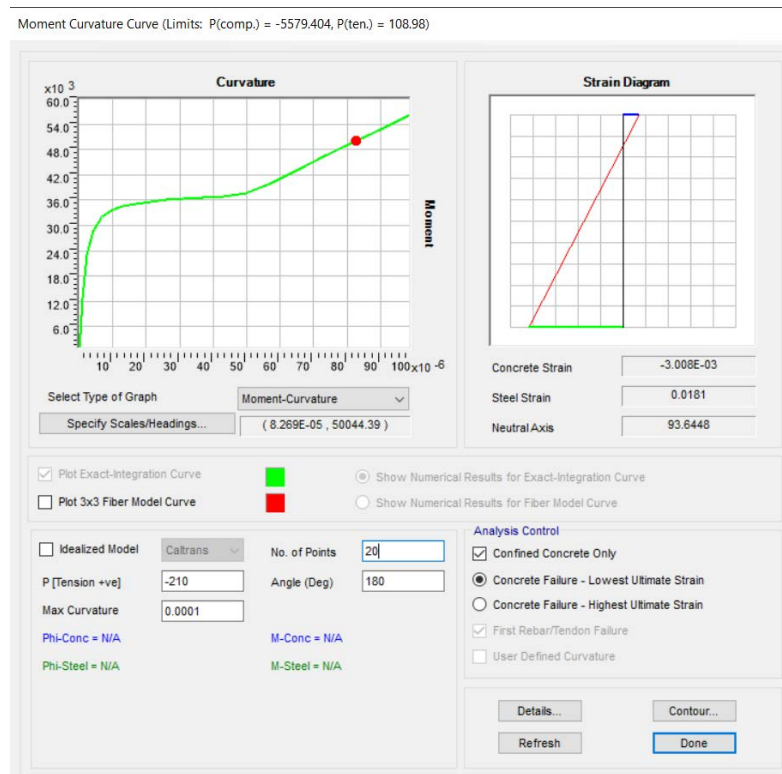 Moment Curvature Curve (Limits: P(comp.) = -5579.404, P(ten.) = 108.98)
Curvature
x10 3
60.0
54.0
48.0
42.0
36.0
30.0
24.0
18.0
12.0
6.0
Moment
10 20 30 40 50 60 70 80 90 100 x10 -6
Select Type of Graph Moment-Curvature
Specify Scales/Headings... ( 8.269E-05 , 50044.39 )
Strain Diagram
Concrete Strain -3.008E-03
Steel Strain 0.0181
Neutral Axis 93.6448
Plot Exact-Integration Curve Show Numerical Results for Exact-Integration Curve
Plot 3x3 Fiber Model Curve Show Numerical Results for Fiber Model Curve
Idealized Model Caltrans No. of Points 20
P [Tension +ve] -210 Angle (Deg) 180
Max Curvature 0.0001
Phi-Conc = N/A M-Conc = N/A
Phi-Steel = N/A M-Steel = N/A
Analysis Control
Confined Concrete Only
Concrete Failure - Lowest Ultimate Strain
Concrete Failure - Highest Ultimate Strain
First Rebar/Tendon Failure
User Defined Curvature
Details... Contour...
Refresh Done